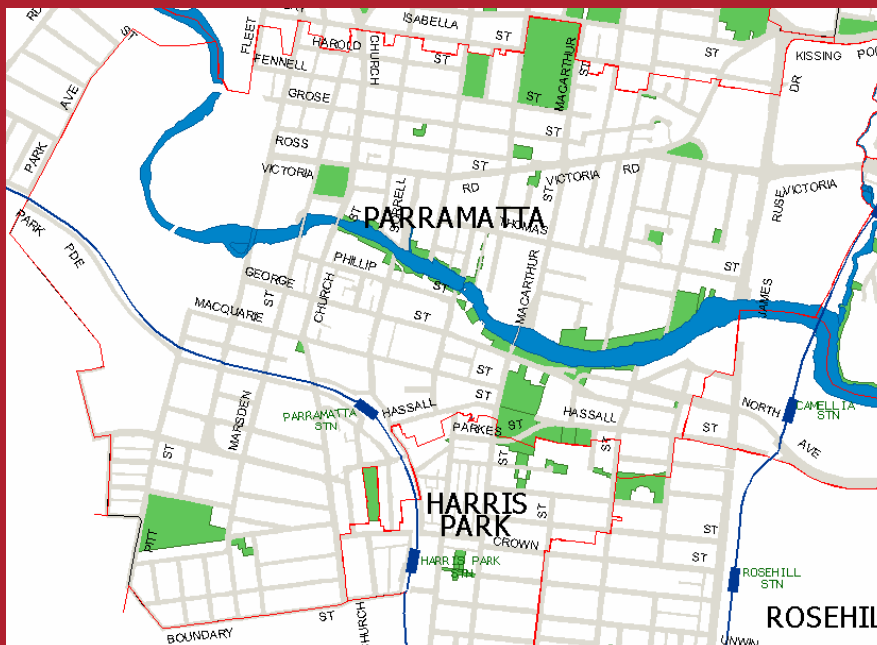 RD
ST
FLEET
ISABELLA
ST
HAROLD
CHURCH
FENNELL
MACARTHUR
ST
ST
KISSING
DR
AVE
GROSE
ST
ST
ROSS
PARK
VICTORIA
ST
RD
ST
VICTORIA
RD
VICTORIA
RUSE
PARK
PDE
ST
PARRAMATTA
THOMAS
PHILLIP
ST
MACARTHUR
ST
GEORGE
ST
CHURCH
JAMES
MACQUARIE
ST
ST
ST
MARSDEN
PARRAMATTA
STN
HASSALL
PARKES
ST
HASSALL
ST
NORTH
ST
CAMELLIA
STN
AVE
ST
ST
HARRIS
PARK
ST
CROWN
ST
ST
PITT
HARRIS PARK
STN
ROSEHILL
STN
BOUNDARY
ST
CHURCH
ROSEHIL
UNWIN